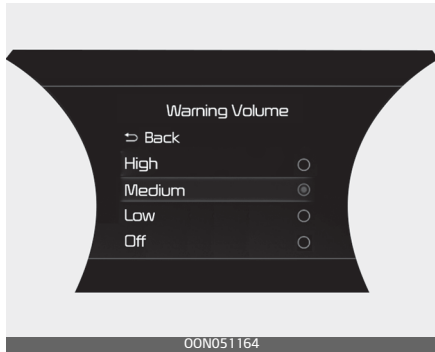 Warning Volume
Back
High
Medium
Low
Off
OON051164